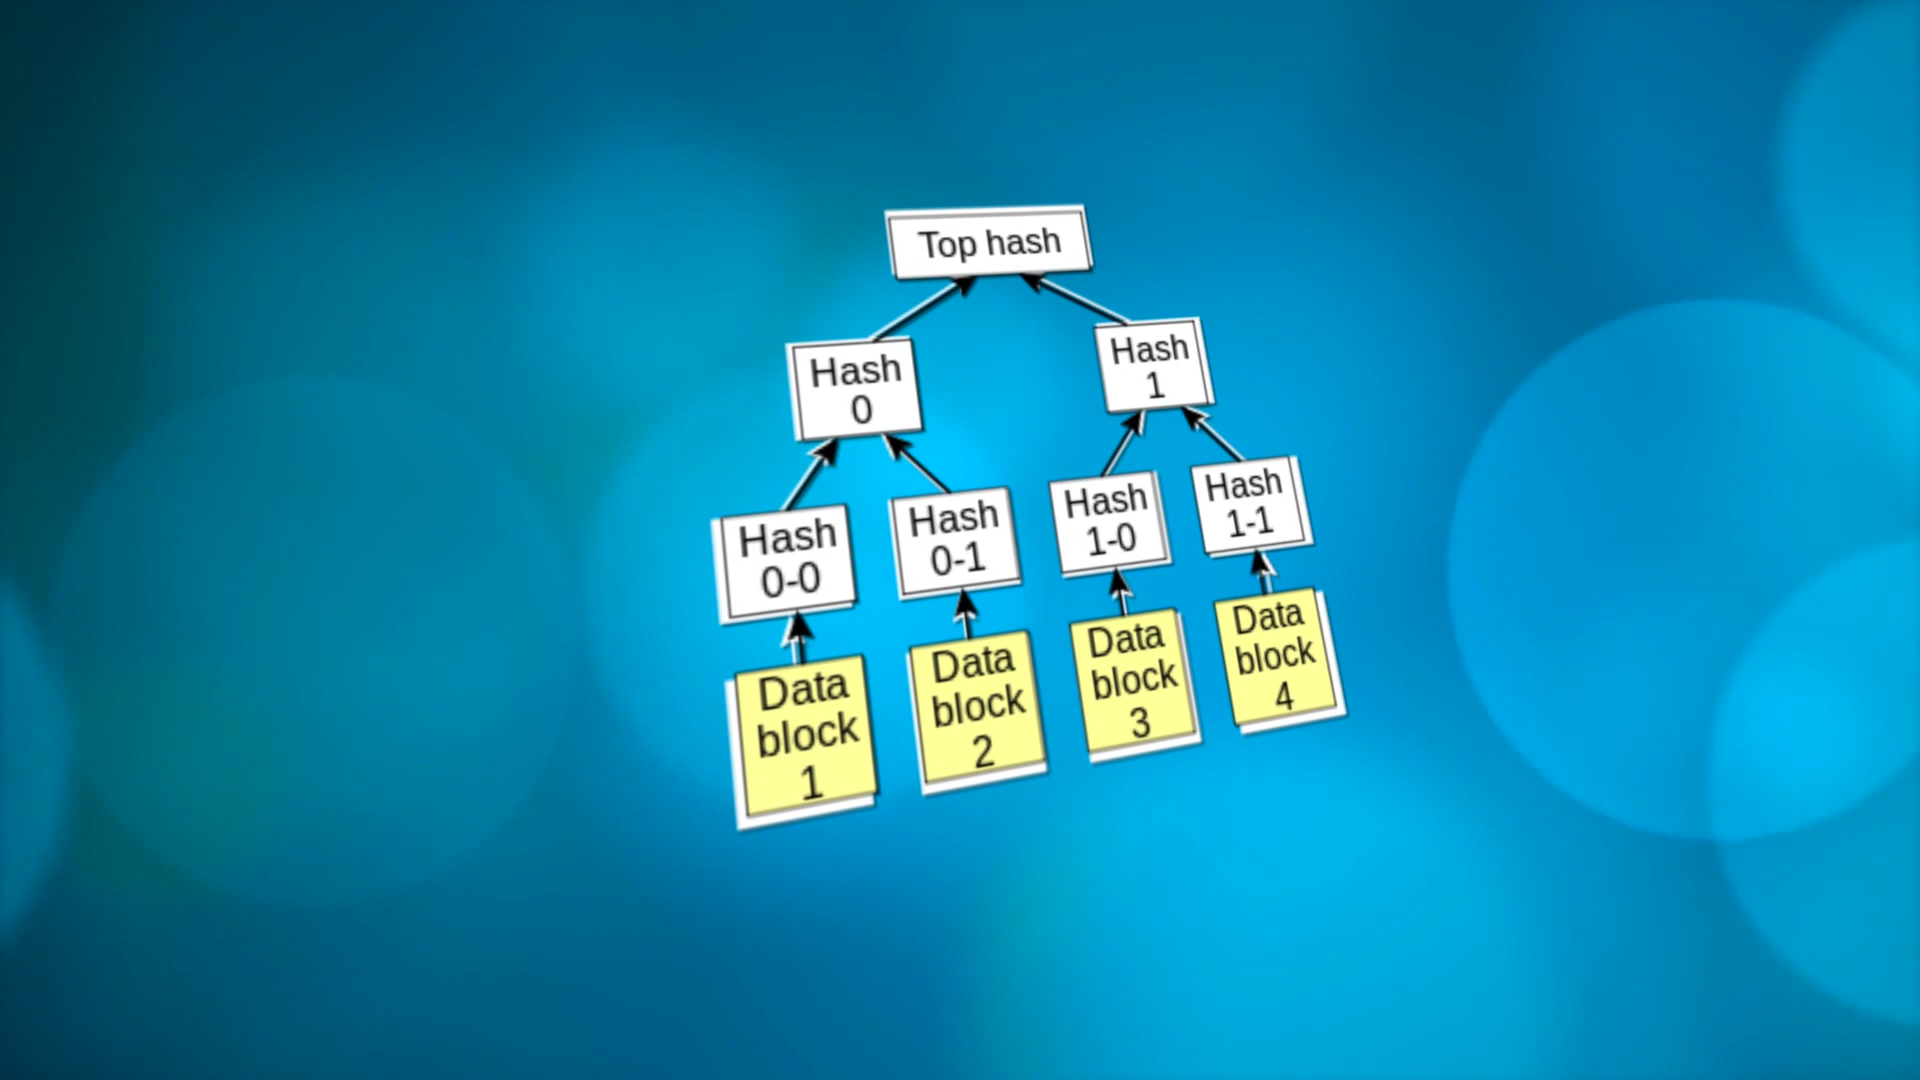 Top hash
Hash
0
Hash
1
Hash
0-0
Hash
0-1
Hash
1-0
Hash
1-1
Data
block
1
Data
block
2
Data
block
3
Data
block
4